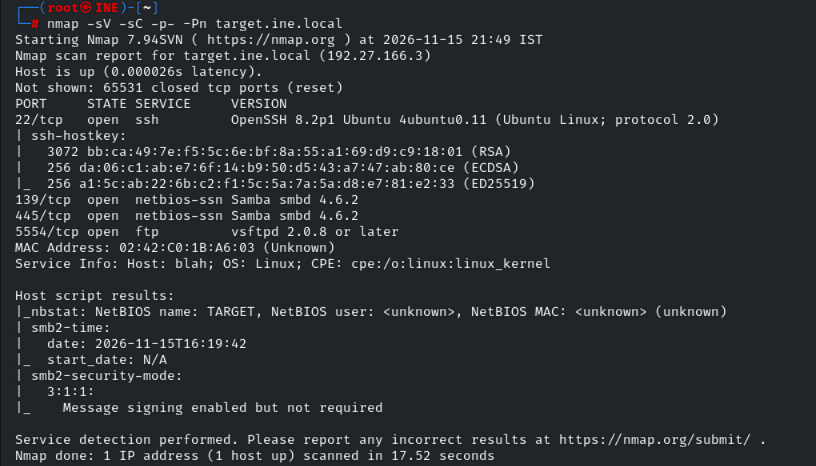 ┌──(root㉿INE)-[~]
└─# nmap -sV -sC -p- -Pn target.ine.local
Starting Nmap 7.94SVN ( https://nmap.org ) at 2026-11-15 21:49 IST
Nmap scan report for target.ine.local (192.27.166.3)
Host is up (0.000026s latency).
Not shown: 65531 closed tcp ports (reset)
PORT     STATE SERVICE     VERSION
22/tcp   open  ssh         OpenSSH 8.2p1 Ubuntu 4ubuntu0.11 (Ubuntu Linux; protocol 2.0)
| ssh-hostkey:
|   3072 bb:ca:49:7e:f5:5c:6e:bf:8a:55:a1:69:d9:c9:18:01 (RSA)
|   256 da:06:c1:ab:e7:6f:14:b9:50:d5:43:a7:47:ab:80:ce (ECDSA)
|_  256 a1:5c:ab:22:6b:c2:f1:5c:5a:7a:5a:d8:e7:81:e2:33 (ED25519)
139/tcp  open  netbios-ssn Samba smbd 4.6.2
445/tcp  open  netbios-ssn Samba smbd 4.6.2
5554/tcp open  ftp         vsftpd 2.0.8 or later
MAC Address: 02:42:C0:1B:A6:03 (Unknown)
Service Info: Host: blah; OS: Linux; CPE: cpe:/o:linux:linux_kernel

Host script results:
|_nbstat: NetBIOS name: TARGET, NetBIOS user: <unknown>, NetBIOS MAC: <unknown> (unknown)
| smb2-time:
|   date: 2026-11-15T16:19:42
|_  start_date: N/A
| smb2-security-mode:
|   3:1:1:
|_    Message signing enabled but not required

Service detection performed. Please report any incorrect results at https://nmap.org/submit/ .
Nmap done: 1 IP address (1 host up) scanned in 17.52 seconds